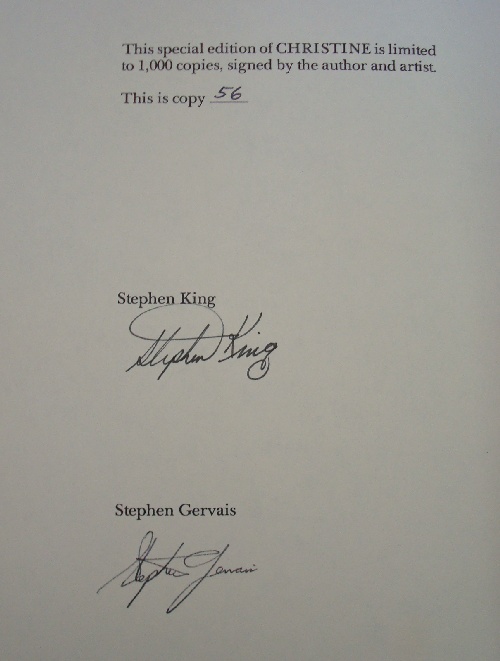 This special edition of CHRISTINE is limited
to 1,000 copies, signed by the author and artist.
This is copy 56
Stephen King
Stephen King
Stephen Gervais
Stephen Gervais